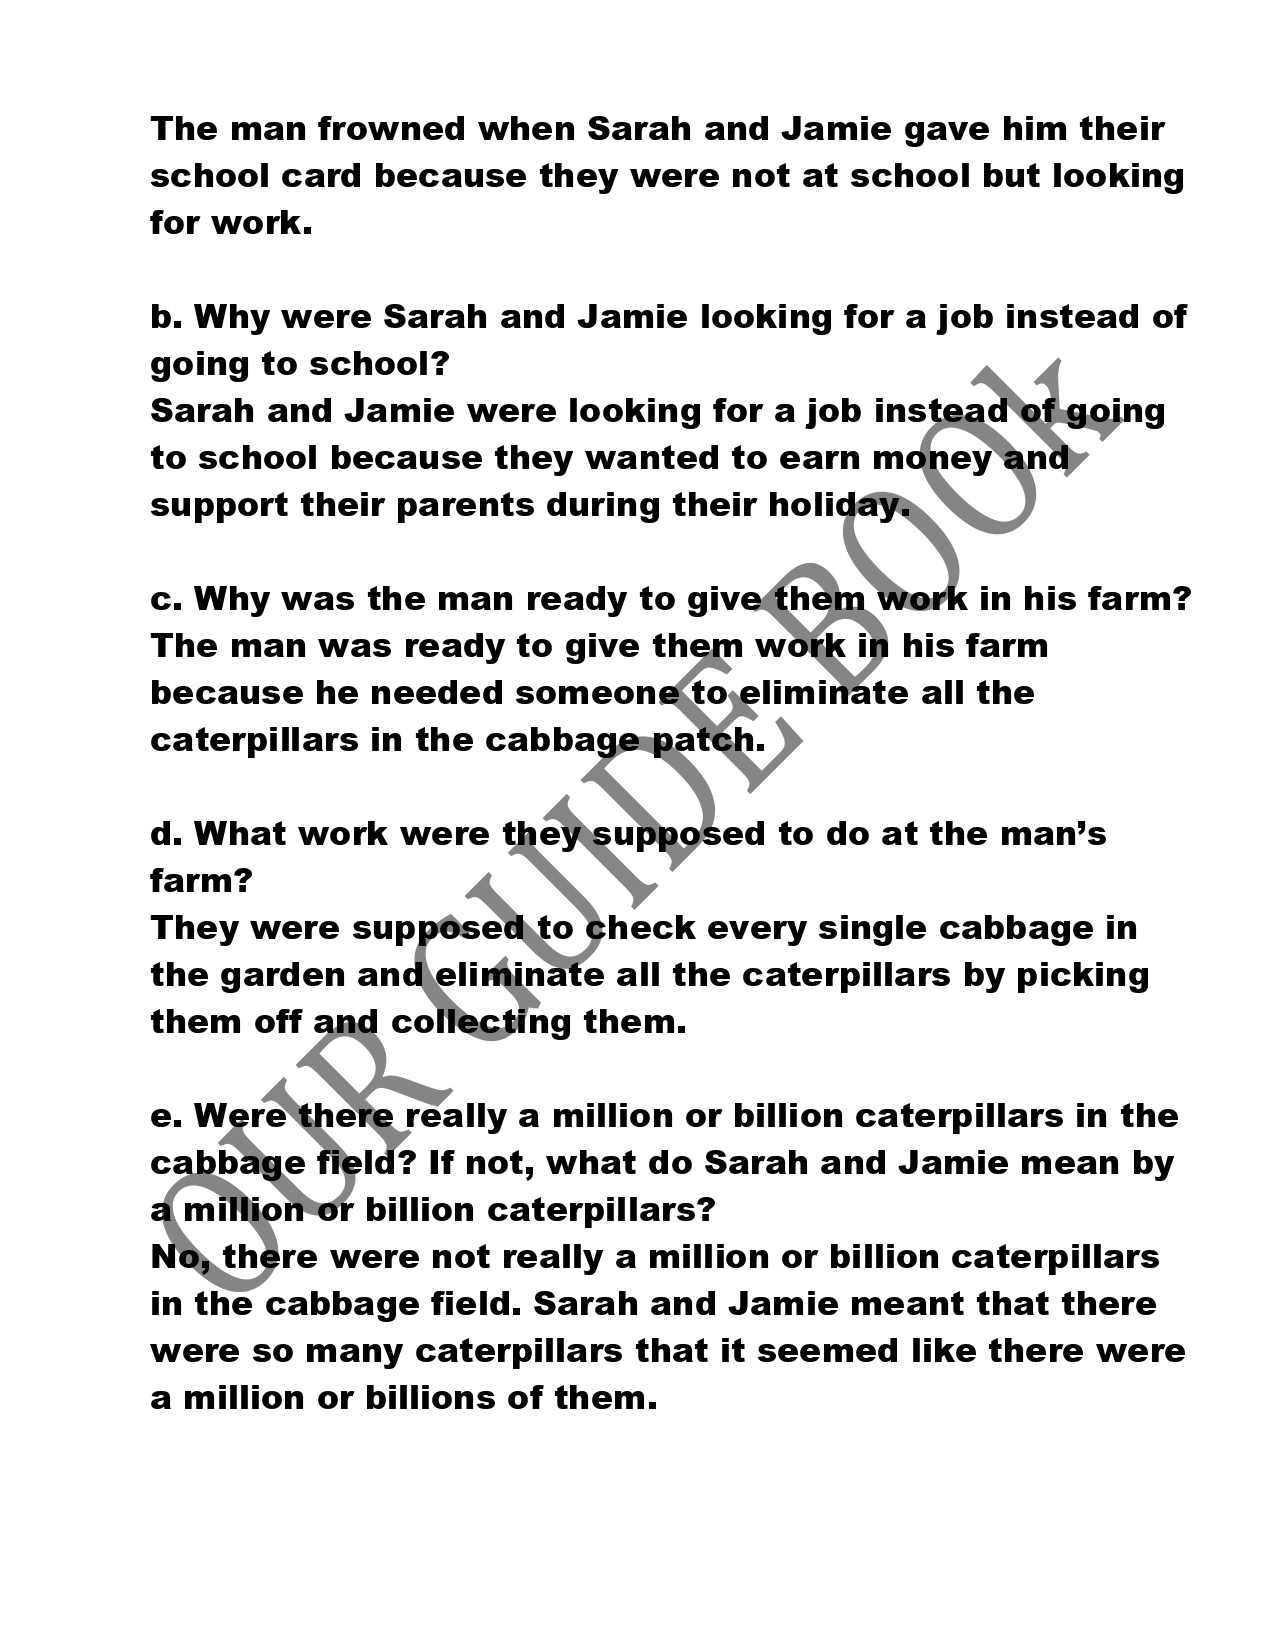 The man frowned when Sarah and Jamie gave him their
school card because they were not at school but looking
for work.
b. Why were Sarah and Jamie looking for a job instead of
going to school?
Sarah and Jamie were looking for a job instead of going
to school because they wanted to earn money and
support their parents during their holiday.
c. Why was the man ready to give them work in his farm?
The man was ready to give them work in his farm
because he needed someone to eliminate all the
caterpillars in the cabbage patch.
d. What work were they supposed to do at the man’s
farm?
They were supposed to check every single cabbage in
the garden and eliminate all the caterpillars by picking
them off and collecting them.
e. Were there really a million or billion caterpillars in the
cabbage field? If not, what do Sarah and Jamie mean by
a million or billion caterpillars?
No, there were not really a million or billion caterpillars
in the cabbage field. Sarah and Jamie meant that there
were so many caterpillars that it seemed like there were
a million or billions of them.
OUR GUIDE BOOk